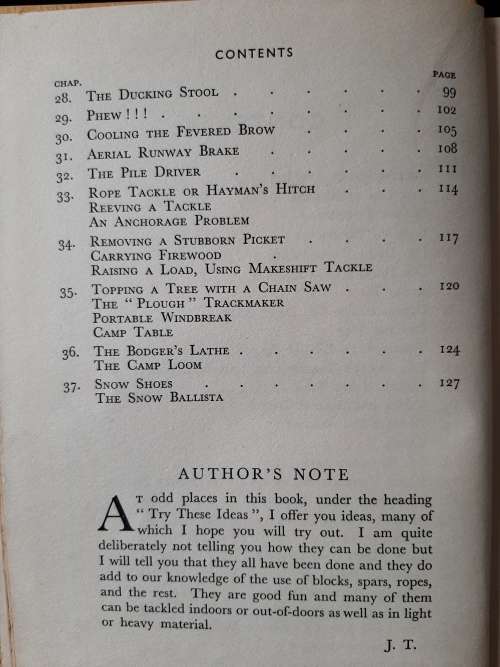 CONTENTS
CHAP. PAGE
28. THE DUCKING STOOL . . . . . . 99
29. PHEW ! ! ! . . . . . . . . 102
30. COOLING THE FEVERED BROW . . . . 105
31. AERIAL RUNWAY BRAKE . . . . . 108
32. THE PILE DRIVER . . . . . . 111
33. ROPE TACKLE OR HAYMAN'S HITCH . . . 114
REEVING A TACKLE
AN ANCHORAGE PROBLEM
34. REMOVING A STUBBORN PICKET . . . . 117
CARRYING FIREWOOD .
RAISING A LOAD, USING MAKESHIFT TACKLE
35. TOPPING A TREE WITH A CHAIN SAW . . . 120
THE " PLOUGH " TRACKMAKER
PORTABLE WINDBREAK
CAMP TABLE
36. THE BODGER'S LATHE . . . . . . 124
THE CAMP LOOM
37. SNOW SHOES . . . . . . . 127
THE SNOW BALLISTA
AUTHOR'S NOTE
AT odd places in this book, under the heading
" Try These Ideas ", I offer you ideas, many of
which I hope you will try out. I am quite
deliberately not telling you how they can be done but
I will tell you that they all have been done and they do
add to our knowledge of the use of blocks, spars, ropes,
and the rest. They are good fun and many of them
can be tackled indoors or out-of-doors as well as in light
or heavy material.
J. T.